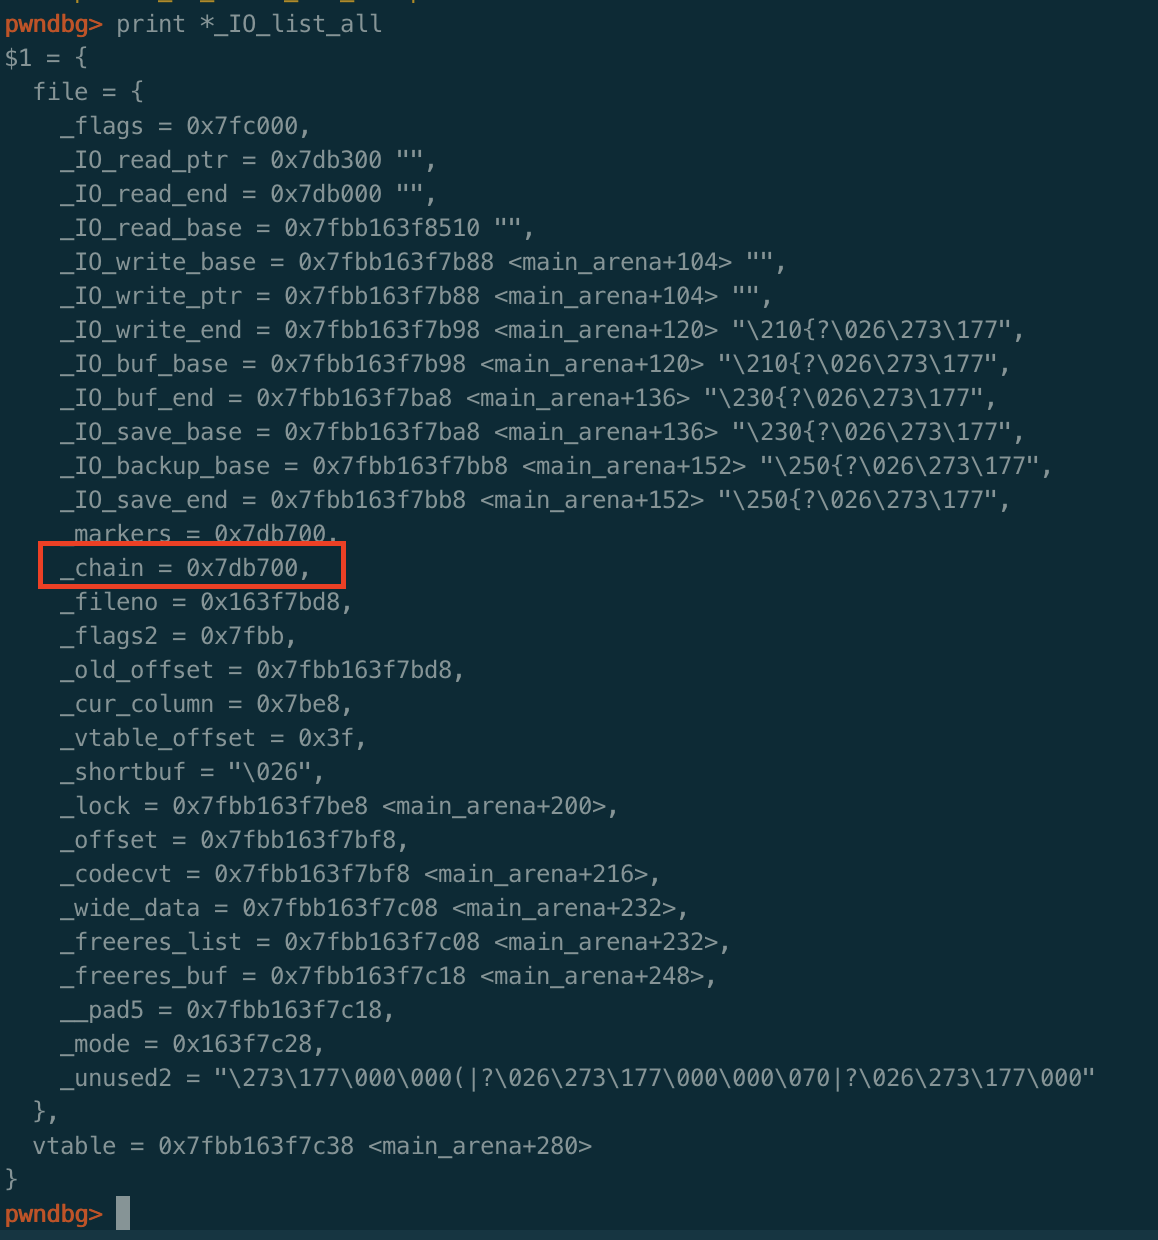 pwndbg> print *_IO_list_all
$1 = {
  file = {
    _flags = 0x7fc000,
    _IO_read_ptr = 0x7db300 "",
    _IO_read_end = 0x7db000 "",
    _IO_read_base = 0x7fbb163f8510 "",
    _IO_write_base = 0x7fbb163f7b88 <main_arena+104> "",
    _IO_write_ptr = 0x7fbb163f7b88 <main_arena+104> "",
    _IO_write_end = 0x7fbb163f7b98 <main_arena+120> "\210{?\026\273\177",
    _IO_buf_base = 0x7fbb163f7b98 <main_arena+120> "\210{?\026\273\177",
    _IO_buf_end = 0x7fbb163f7ba8 <main_arena+136> "\230{?\026\273\177",
    _IO_save_base = 0x7fbb163f7ba8 <main_arena+136> "\230{?\026\273\177",
    _IO_backup_base = 0x7fbb163f7bb8 <main_arena+152> "\250{?\026\273\177",
    _IO_save_end = 0x7fbb163f7bb8 <main_arena+152> "\250{?\026\273\177",
    _markers = 0x7db700,
    _chain = 0x7db700,
    _fileno = 0x163f7bd8,
    _flags2 = 0x7fbb,
    _old_offset = 0x7fbb163f7bd8,
    _cur_column = 0x7be8,
    _vtable_offset = 0x3f,
    _shortbuf = "\026",
    _lock = 0x7fbb163f7be8 <main_arena+200>,
    _offset = 0x7fbb163f7bf8,
    _codecvt = 0x7fbb163f7bf8 <main_arena+216>,
    _wide_data = 0x7fbb163f7c08 <main_arena+232>,
    _freeres_list = 0x7fbb163f7c08 <main_arena+232>,
    _freeres_buf = 0x7fbb163f7c18 <main_arena+248>,
    __pad5 = 0x7fbb163f7c18,
    _mode = 0x163f7c28,
    _unused2 = "\273\177\000\000(|?\026\273\177\000\000\070|?\026\273\177\000"
  },
  vtable = 0x7fbb163f7c38 <main_arena+280>
}
pwndbg>